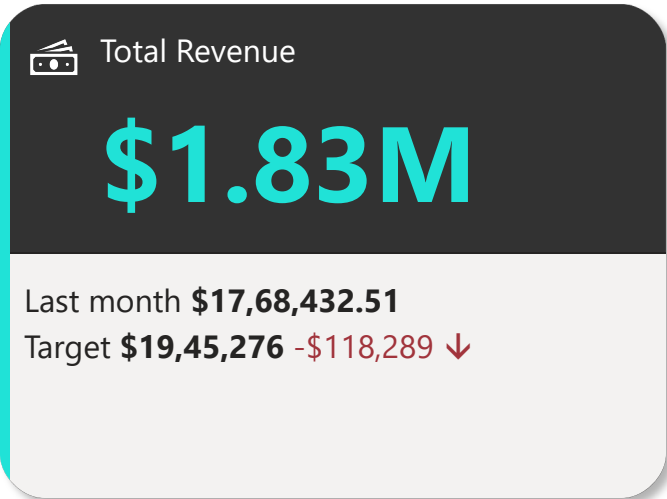 Total Revenue
$1.83M
Last month $17,68,432.51
Target $19,45,276 -$118,289 ↓